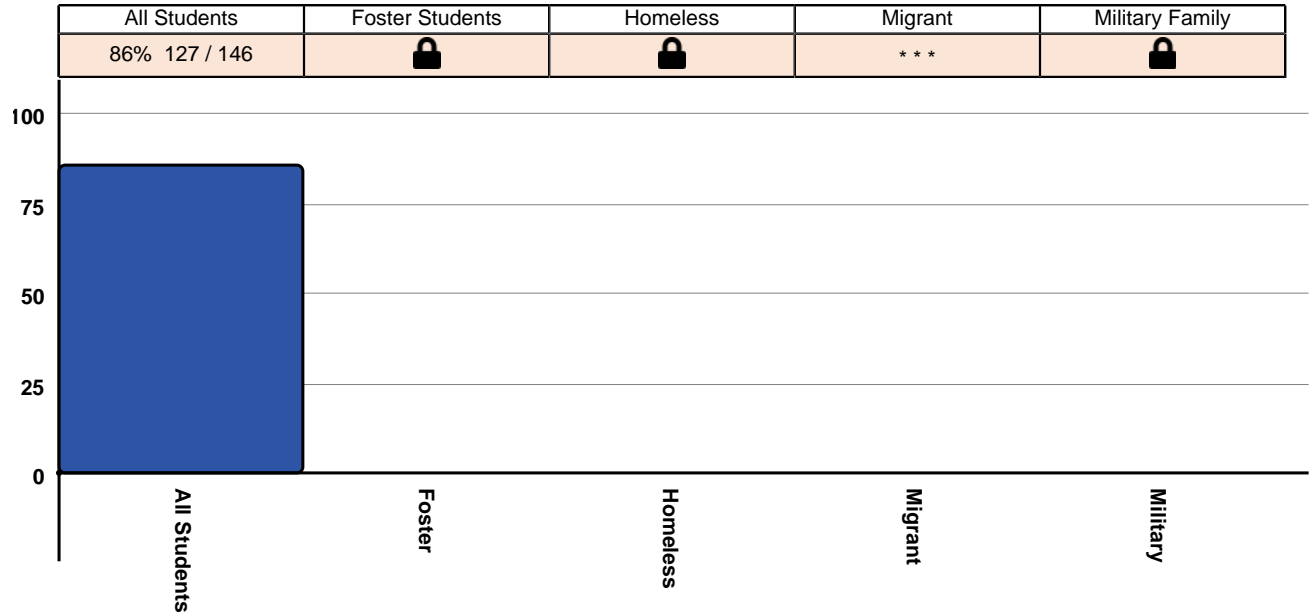 All Students Foster Students Homeless Migrant Military Family
86% 127 / 146 * * *
100
75
50
25
0
All Students
Foster
Homeless
Migrant
Military